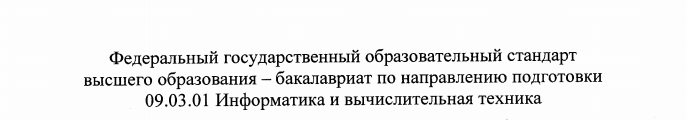 Федеральный государственный образовательный стандарт
высшего образования – бакалавриат по направлению подготовки
09.03.01 Информатика и вычислительная техника